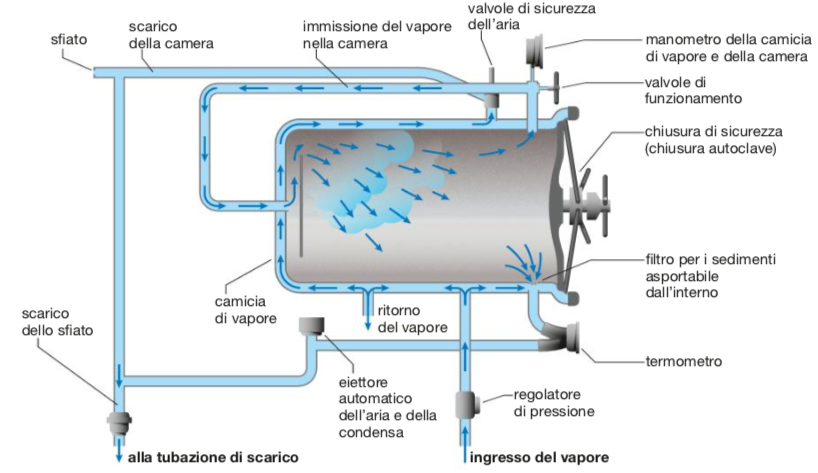 valvole di sicurezza
dell'aria
scarico
della camera
immissione del vapore
nella camera
sfiato
manometro della camicia
di vapore e della camera
valvole di
funzionamento
chiusura di sicurezza
(chiusura autoclave)
filtro per i sedimenti
asportabile
dall'interno
camicia
di vapore
ritorno
del vapore
scarico
dello sfiato
termometro
eiettore
automatico
dell'aria e della
condensa
regolatore
di pressione
alla tubazione di scarico
ingresso del vapore